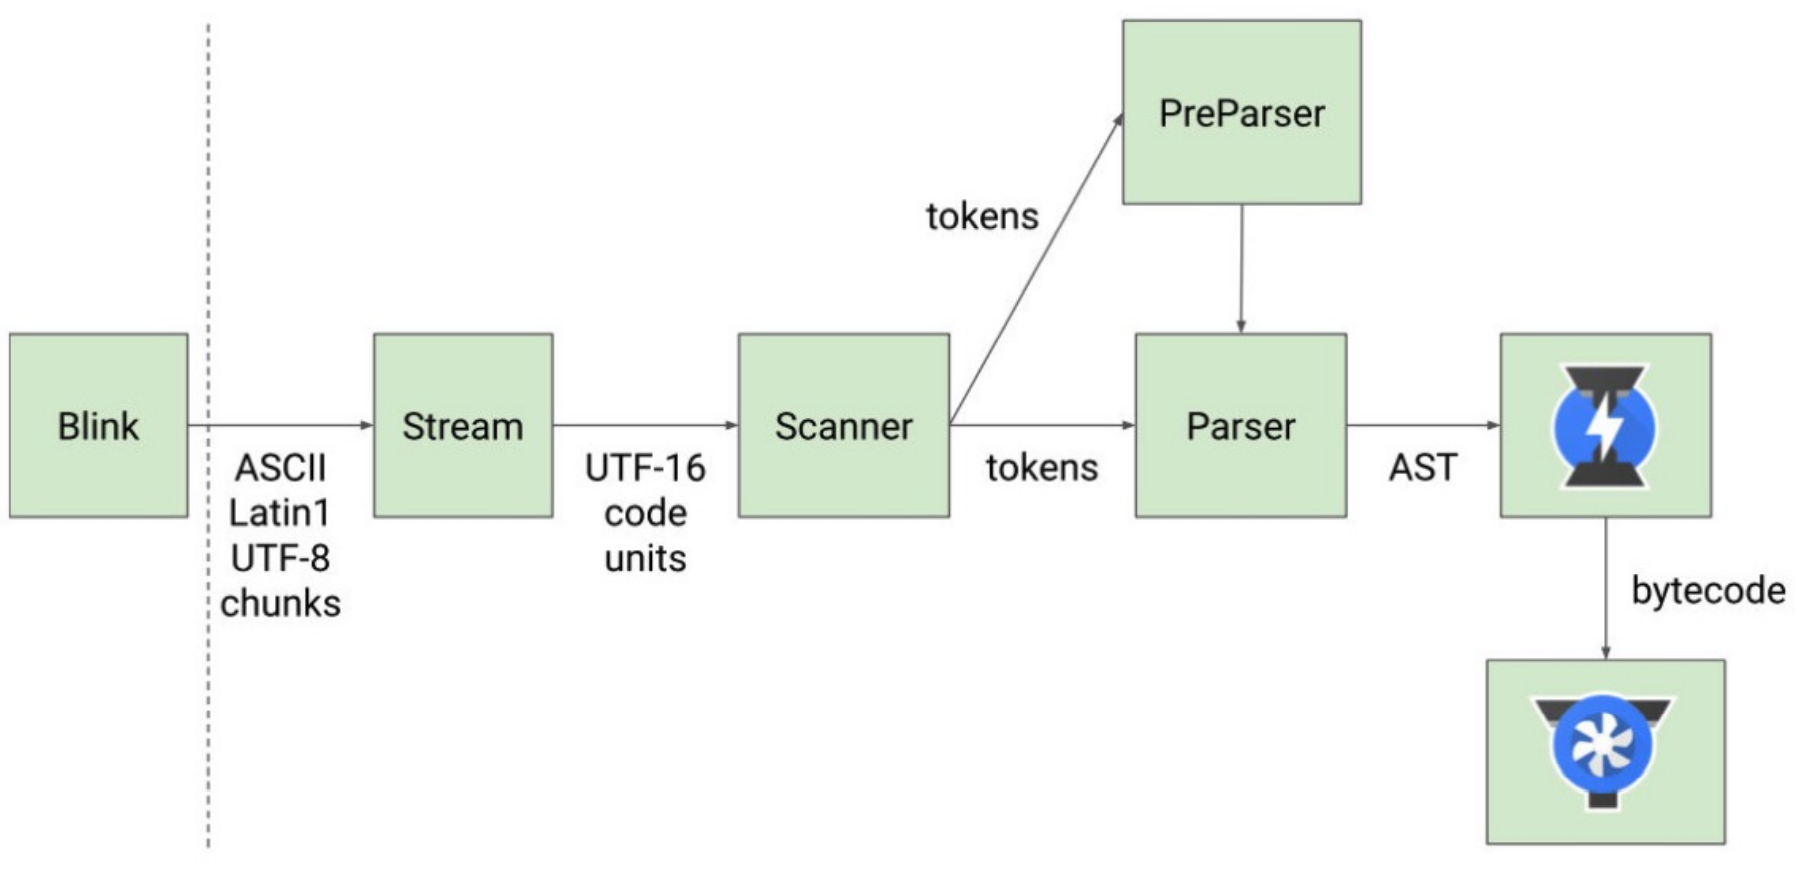 PreParser
tokens
Blink
Stream
Scanner
Parser
ASCII
Latin1
UTF-8
chunks
UTF-16
code
units
tokens
AST
bytecode